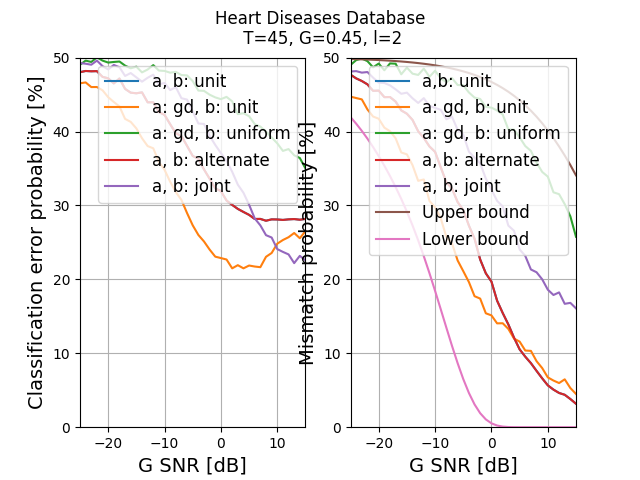 Heart Diseases Database
T=45, G=0.45, l=2
Classification error probability [%]
50
40
30
20
10
0
a, b: unit
a: gd, b: unit
a: gd, b: uniform
a, b: alternate
a, b: joint
−20 −10 0 10
G SNR [dB]
Mismatch probability [%]
50
40
30
20
10
0
a,b: unit
a: gd, b: unit
a: gd, b: uniform
a, b: alternate
a, b: joint
Upper bound
Lower bound
−20 −10 0 10
G SNR [dB]